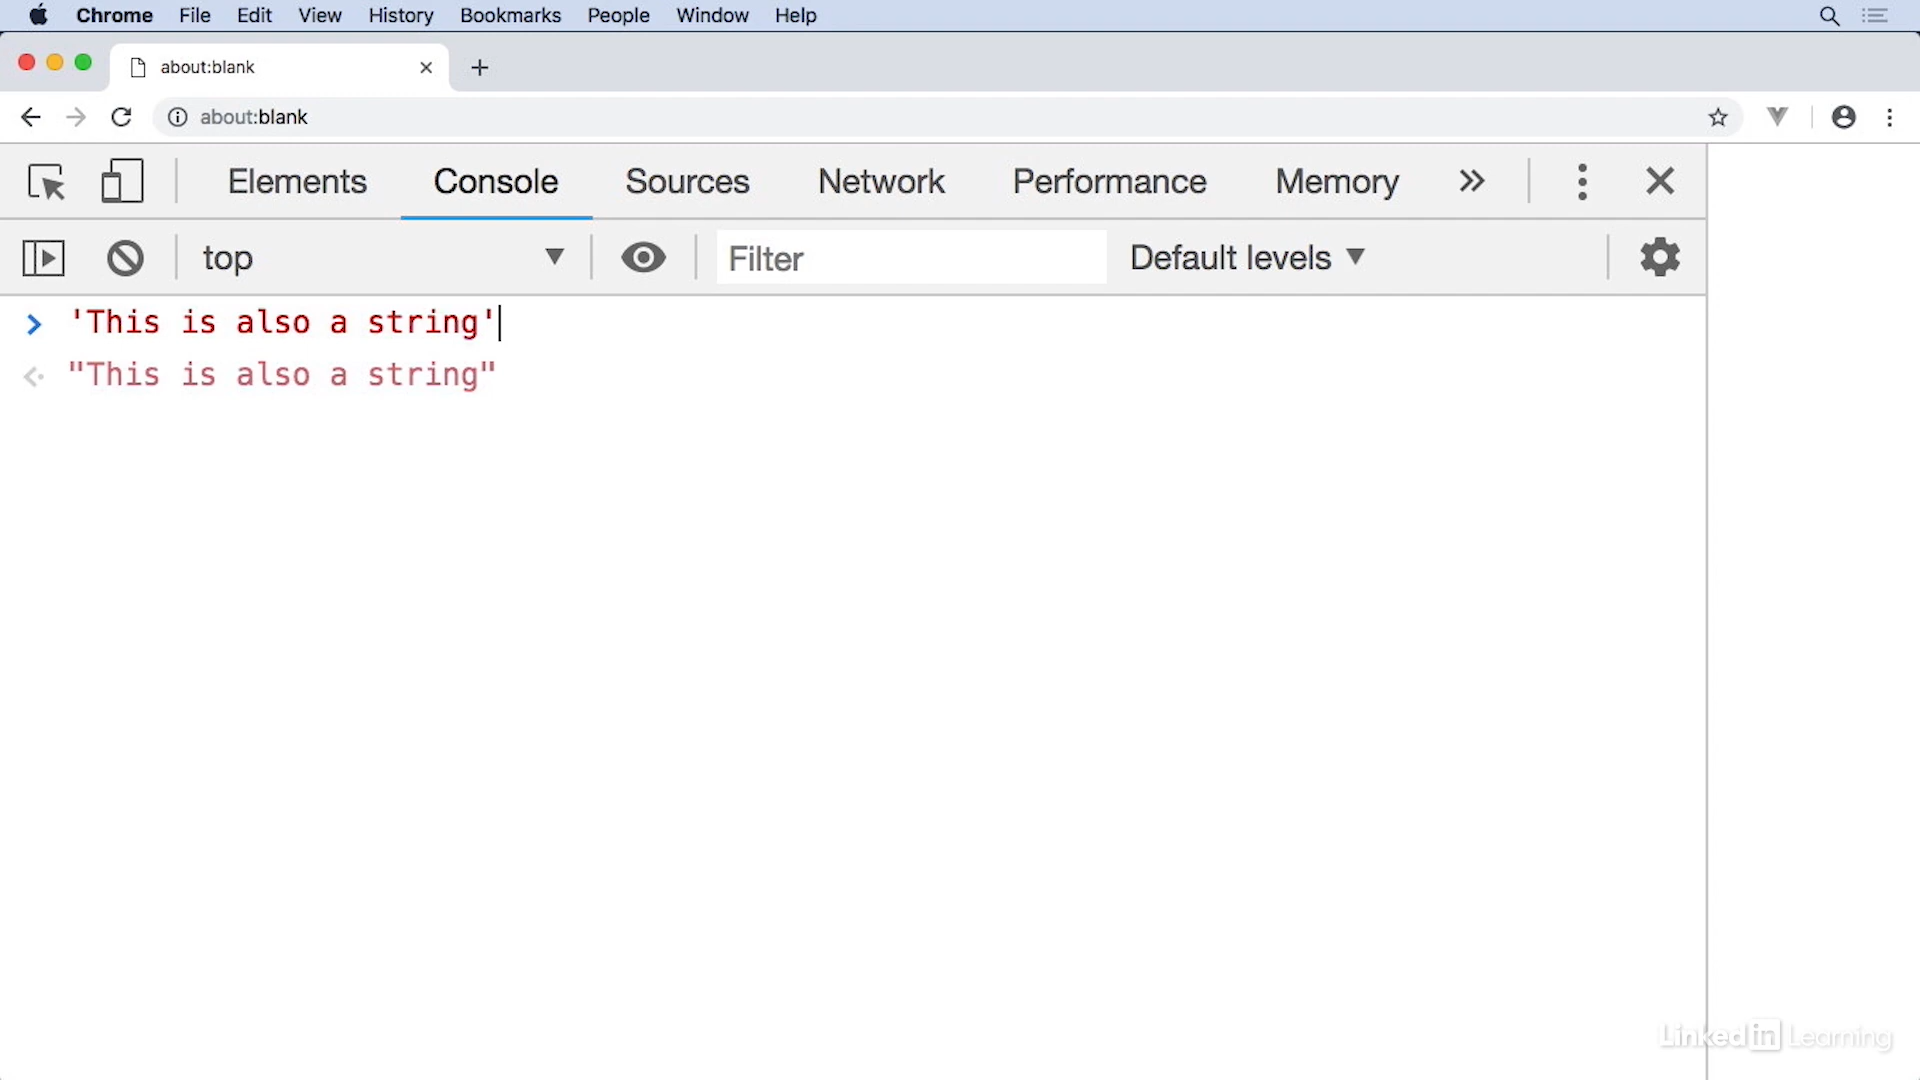 Chrome File Edit View History Bookmarks People Window Help
about:blank
about:blank
Elements Console Sources Network Performance Memory
top Filter Default levels
'This is also a string'
"This is also a string"
Linked in Learning